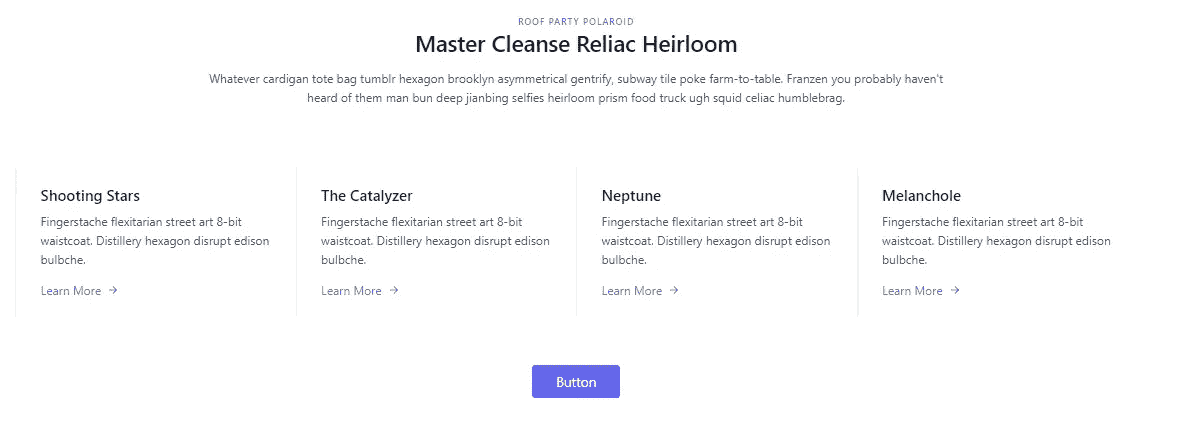 ROOF PARTY POLAROID
Master Cleanse Reliac Heirloom
Whatever cardigan tote bag tumblr hexagon brooklyn asymmetrical gentrify, subway tile poke farm-to-table. Franzen you probably haven't
heard of them man bun deep jianbing selfies heirloom prism food truck ugh squid celiac humblebrag.
Shooting Stars
Fingerstache flexitarian street art 8-bit
waistcoat. Distillery hexagon disrupt edison
bulbche.
Learn More →
The Catalyzer
Fingerstache flexitarian street art 8-bit
waistcoat. Distillery hexagon disrupt edison
bulbche.
Learn More →
Neptune
Fingerstache flexitarian street art 8-bit
waistcoat. Distillery hexagon disrupt edison
bulbche.
Learn More →
Melanchole
Fingerstache flexitarian street art 8-bit
waistcoat. Distillery hexagon disrupt edison
bulbche.
Learn More →
Button